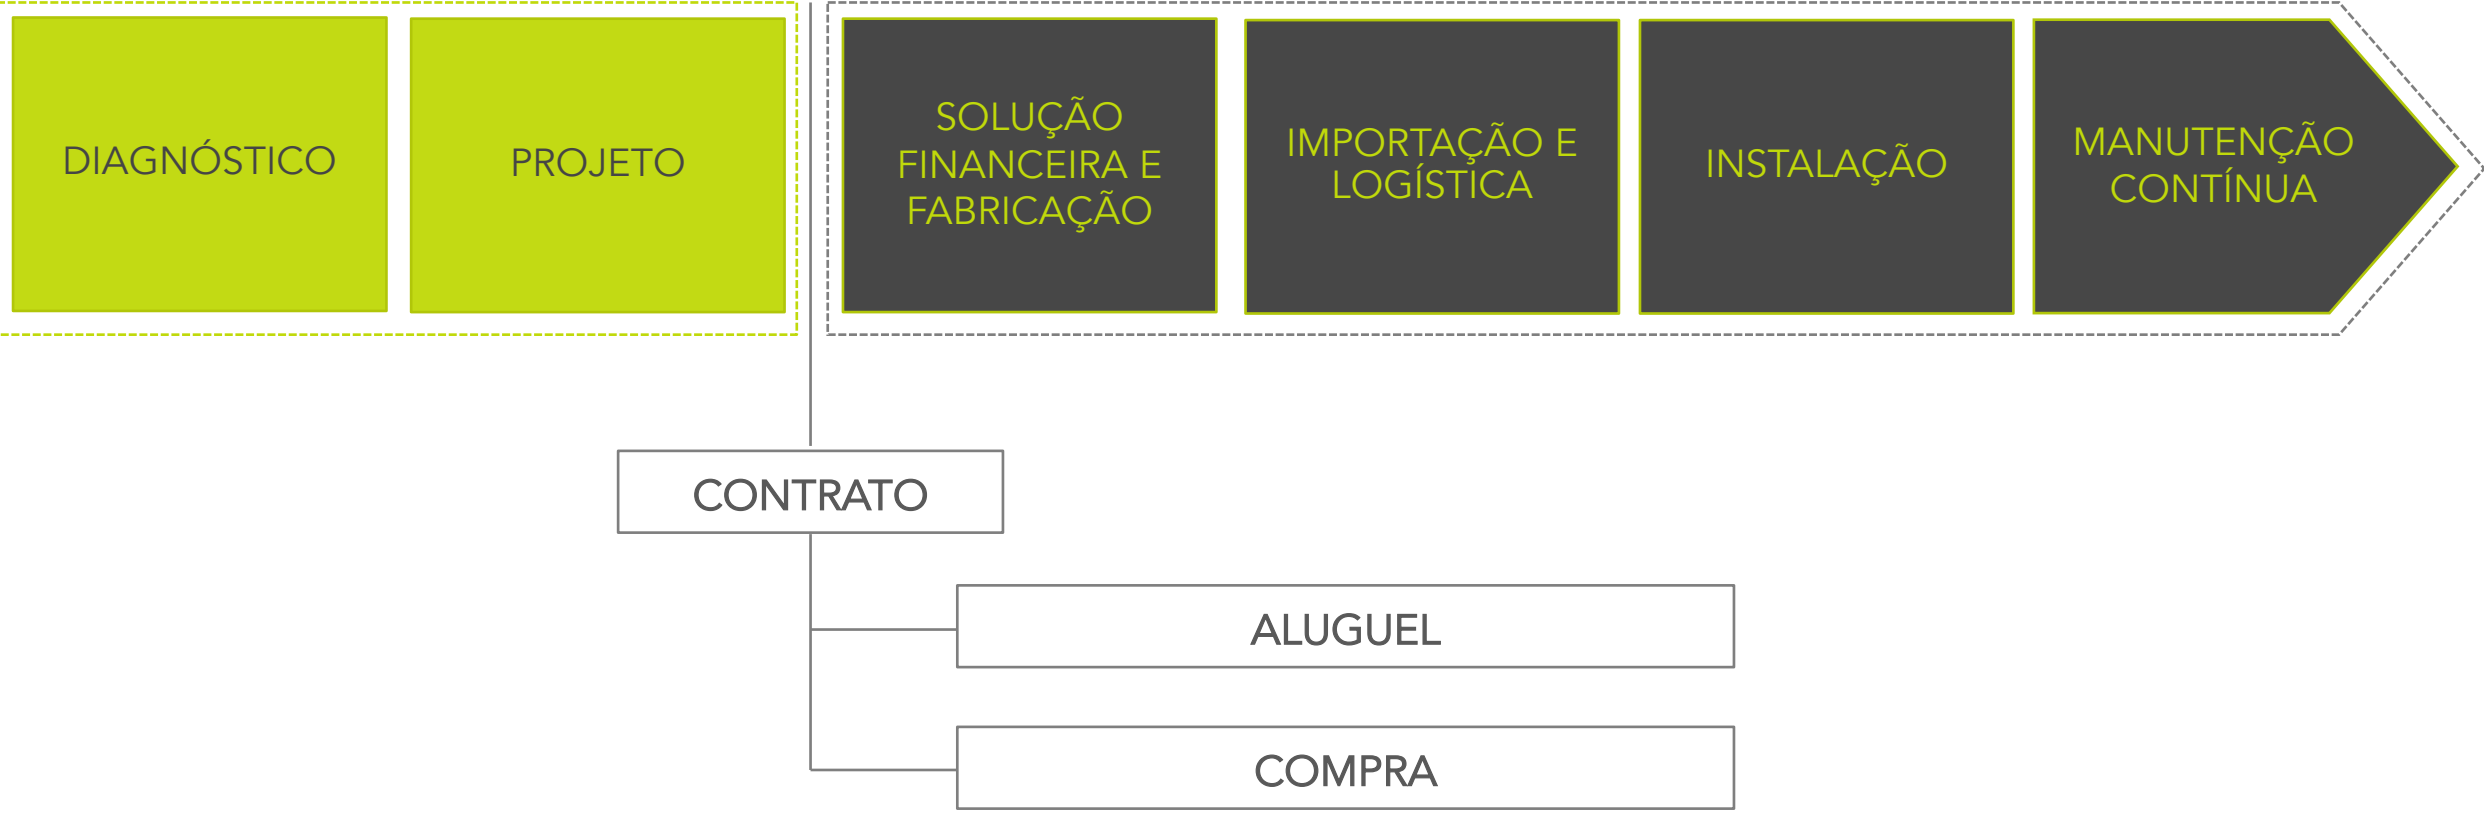 DIAGNÓSTICO
PROJETO
SOLUÇÃO
FINANCEIRA E
FABRICAÇÃO
IMPORTAÇÃO E
LOGÍSTICA
INSTALAÇÃO
MANUTENÇÃO
CONTÍNUA
CONTRATO
ALUGUEL
COMPRA